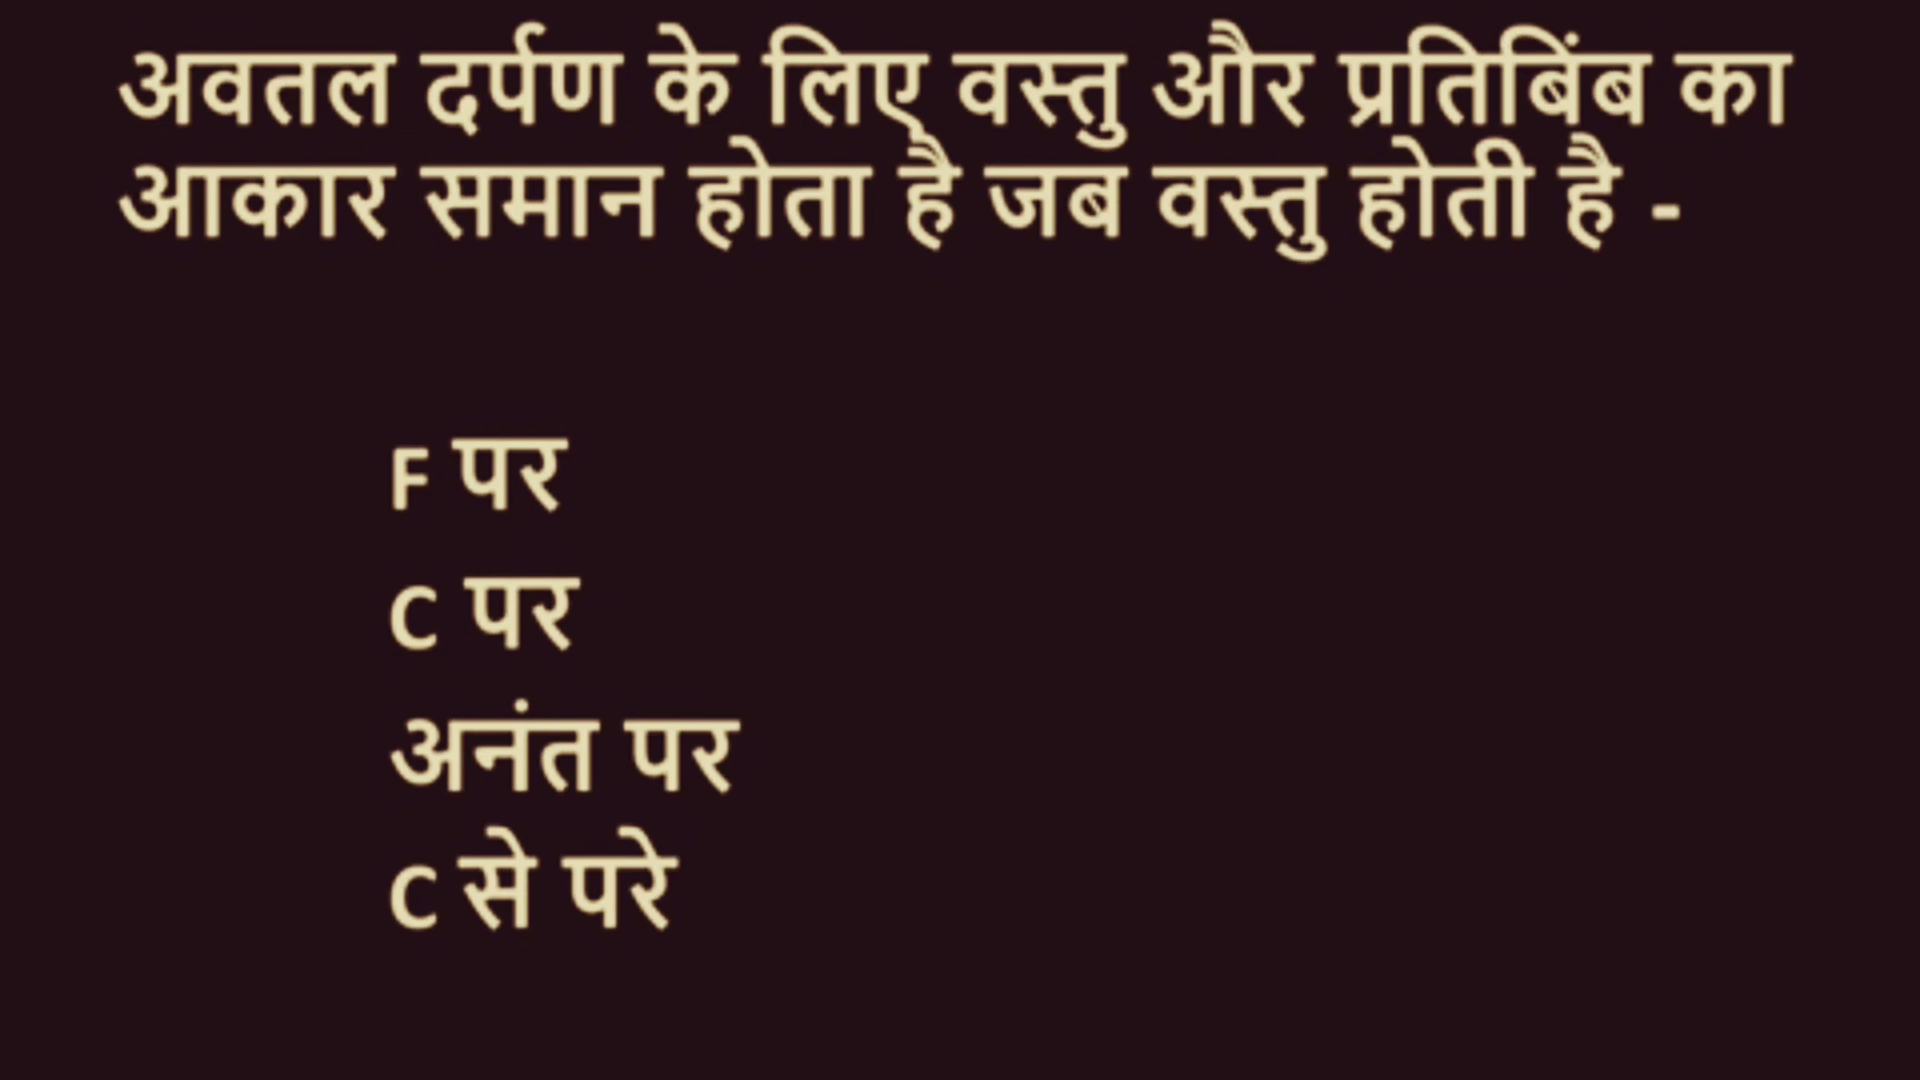 अवतल दर्पण के लिए वस्तु और प्रतिबिंब का
आकार समान होता है जब वस्तु होती है -
F पर
C पर
अनंत पर
C से परे